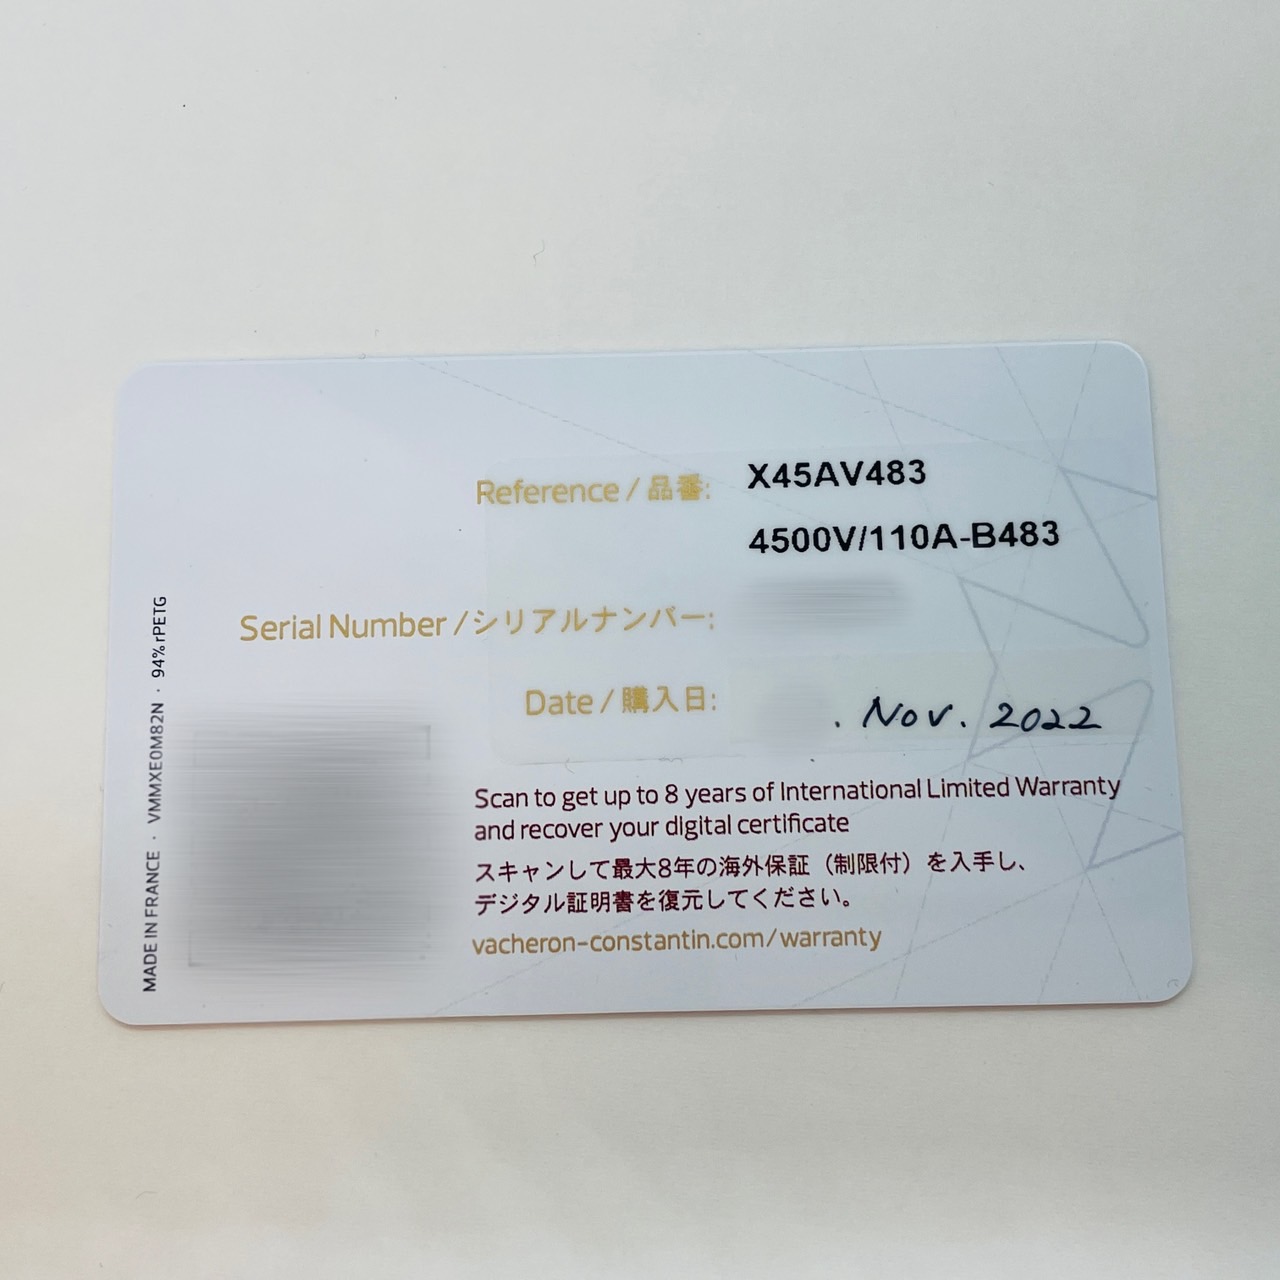 Reference / 品番: X45AV483
4500V/110A-B483
Serial Number / シリアルナンバー:
Date / 購入日: . Nov. 2022
Scan to get up to 8 years of International Limited Warranty
and recover your digital certificate
スキャンして最大8年の海外保証（制限付）を入手し、
デジタル証明書を復元してください。
vacheron-constantin.com/warranty
MADE IN FRANCE · VMMXE0M82N · 94% rPETG